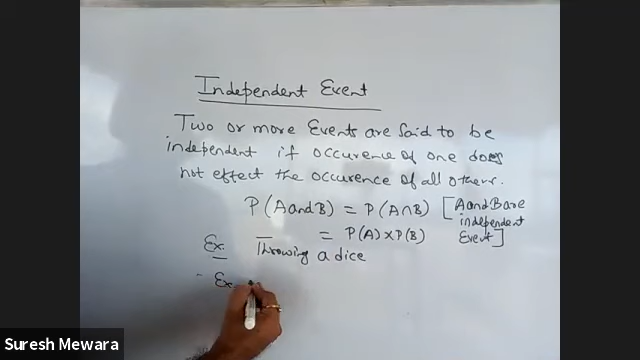 Independent Event
Two or more Events are said to be
independent if occurence of one does
not effect the occurence of all others.
P(A and B) = P(A∩B) [A and B are
independent
= P(A) x P(B) Event]
Ex. Throwing a dice
Ex.
Suresh Mewara